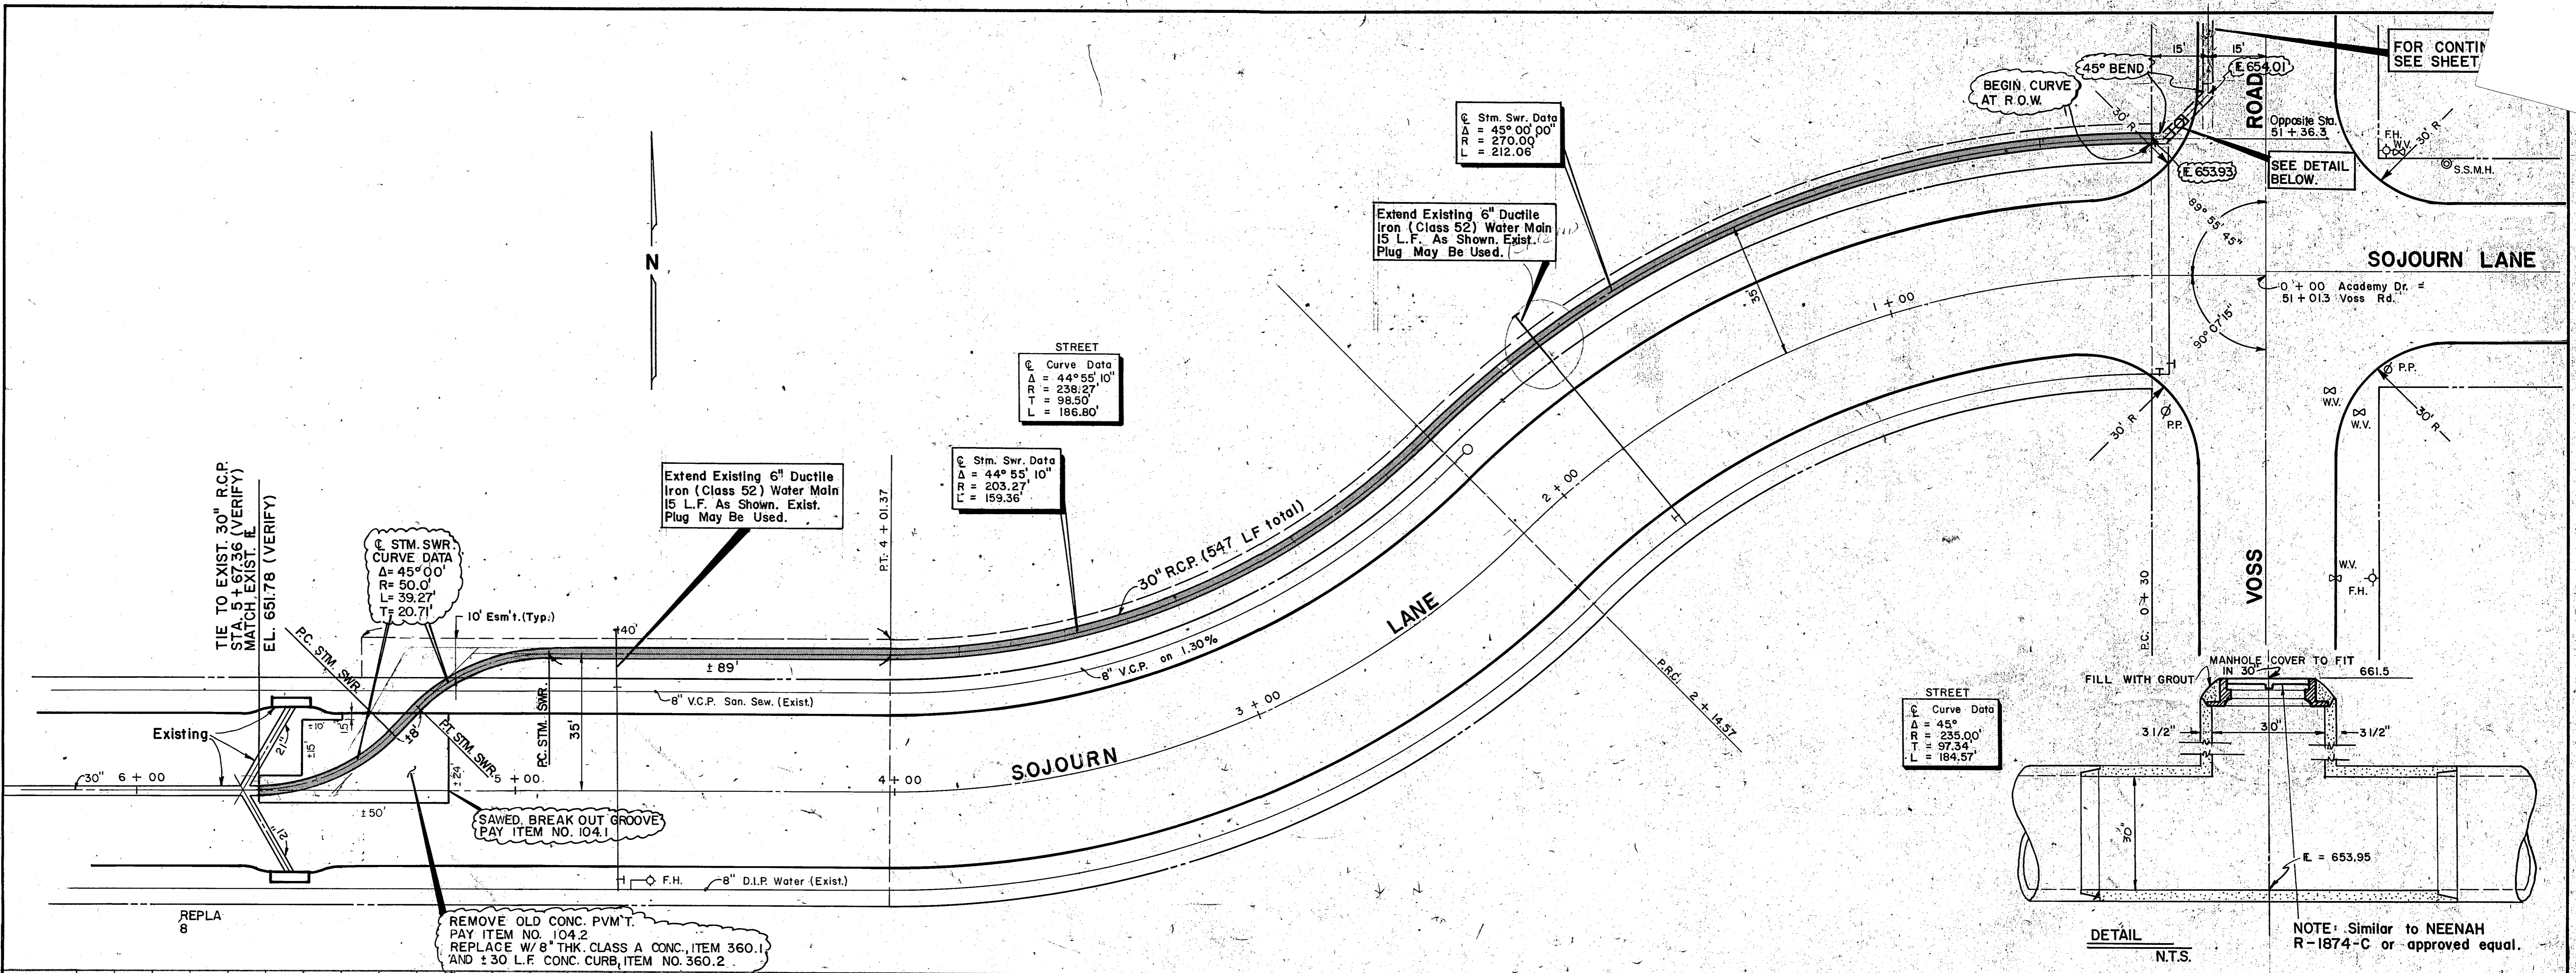 FOR CONTIN
SEE SHEET
15'
15'
45° BEND
FL 654.01
BEGIN CURVE
AT R.O.W.
30' R
ROAD
Opposite Sta.
51 + 36.3
F.H.
W.V.
30' R
S.S.M.H.
SEE DETAIL
BELOW.
FL 653.93
89° 55' 45"
SOJOURN LANE
0 + 00 Academy Dr. =
51 + 01.3 Voss Rd.
90° 07' 15"
℄ Stm. Swr. Data
Δ = 45° 00' 00"
R = 270.00'
L = 212.06'
Extend Existing 6" Ductile
Iron (Class 52) Water Main
15 L.F. As Shown. Exist.
Plug May Be Used.
N
35'
1 + 00
STREET
℄ Curve Data
Δ = 44° 55' 10"
R = 238.27'
T = 98.50'
L = 186.80'
P.P.
W.V.
W.V.
30' R
30' R
P.P.
℄ Stm. Swr. Data
Δ = 44° 55' 10"
R = 203.27'
L = 159.36'
Extend Existing 6" Ductile
Iron (Class 52) Water Main
15 L.F. As Shown. Exist.
Plug May Be Used.
P.T. 4 + 01.37
2 + 00
TIE TO EXIST. 30" R.C.P.
STA. 5 + 67.36 (VERIFY)
MATCH EXIST. FL
EL. 651.78 (VERIFY)
℄ STM. SWR.
CURVE DATA
Δ= 45° 00'
R= 50.0'
L= 39.27'
T= 20.71'
30" R.C.P. (547 LF total)
W.V.
F.H.
P.C. 0 + 30
VOSS
10' Esm't. (Typ.)
±40'
± 89'
P.C. STM. SWR.
8" V.C.P. on 1.30%
LANE
P.R.C. 2 + 14.57
8" V.C.P. San. Sew. (Exist.)
MANHOLE COVER TO FIT
IN 30"
661.5
FILL WITH GROUT
3 1/2"
30"
3 1/2"
STREET
℄ Curve Data
Δ = 45°
R = 235.00'
T = 97.34'
L = 184.57'
3 + 00
Existing
21"
±10'
15'
±15'
±8'
P.T. STM. SWR.
P.C. STM. SWR.
35'
SOJOURN
30"
6 + 00
±24'
5 + 00
4 + 00
±50'
SAWED, BREAK OUT GROOVE
PAY ITEM NO. 104.1
21"
30"
FL = 653.95
F.H.
8" D.I.P. Water (Exist.)
REPLA
8
REMOVE OLD CONC. PVM'T.
PAY ITEM NO. 104.2
REPLACE W/ 8" THK. CLASS A CONC., ITEM 360.1
AND ± 30 L.F. CONC. CURB, ITEM NO. 360.2
DETAIL
N.T.S.
NOTE: Similar to NEENAH
R-1874-C or approved equal.